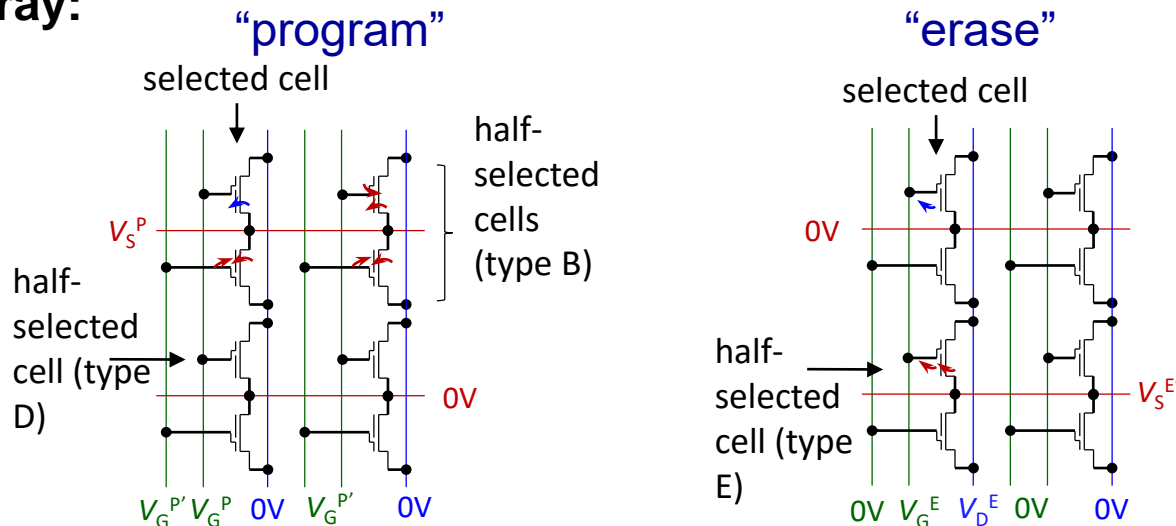 ray:
“program”
“erase”
selected cell
selected cell
half-
selected
cells
(type B)
V_S^P
0V
half-
selected
cell (type
D)
half-
selected
cell (type
E)
0V
V_S^E
V_G^P' V_G^P 0V V_G^P' 0V
0V V_G^E V_D^E 0V 0V